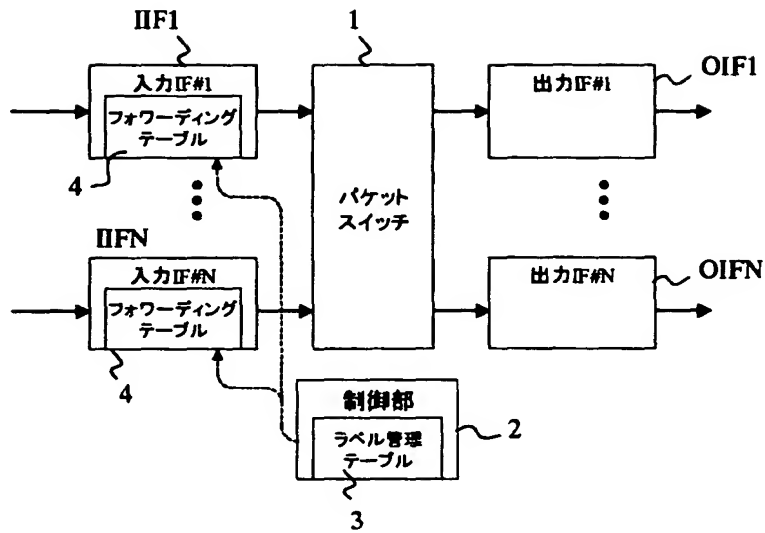 IIF1
1
入力IF#1
フォワーディング
テーブル
4
出力IF#1
OIF1
パケット
スイッチ
IIFN
入力IF#N
フォワーディング
テーブル
4
出力IF#N
OIFN
制御部
ラベル管理
テーブル
2
3